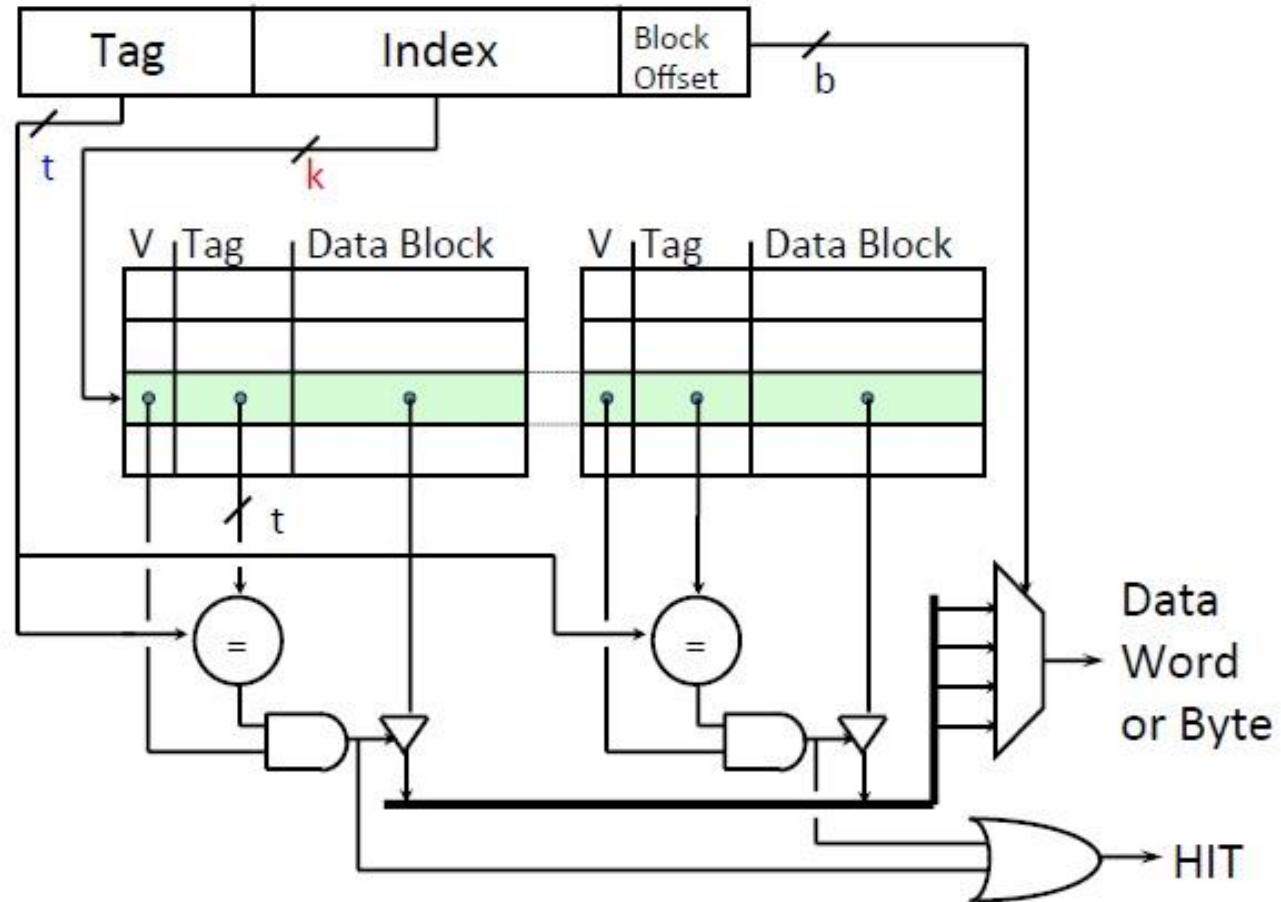 Tag Index Block
Offset
b
t
k
V Tag Data Block V Tag Data Block
t
= =
Data
Word
or Byte
HIT